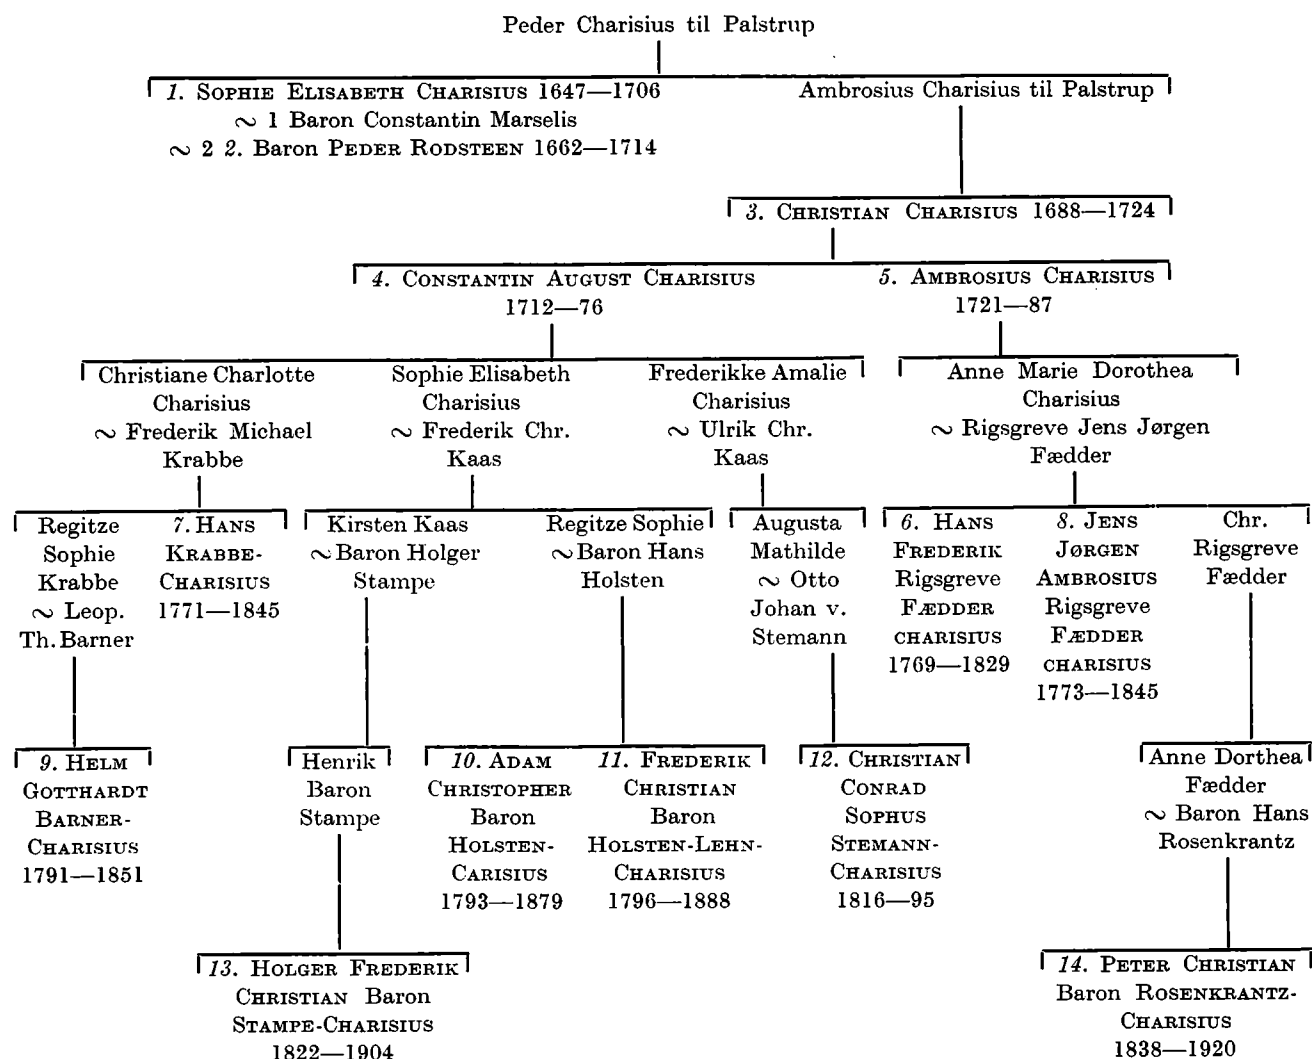 Peder Charisius til Palstrup
1. SOPHIE ELISABETH CHARISIUS 1647—1706
∾ 1 Baron Constantin Marselis
∾ 2 2. Baron PEDER RODSTEEN 1662—1714
Ambrosius Charisius til Palstrup
3. CHRISTIAN CHARISIUS 1688—1724
4. CONSTANTIN AUGUST CHARISIUS
1712—76
5. AMBROSIUS CHARISIUS
1721—87
Christiane Charlotte
Charisius
∾ Frederik Michael
Krabbe
Sophie Elisabeth
Charisius
∾ Frederik Chr.
Kaas
Frederikke Amalie
Charisius
∾ Ulrik Chr.
Kaas
Anne Marie Dorothea
Charisius
∾ Rigsgreve Jens Jørgen
Fædder
Regitze
Sophie
Krabbe
∾ Leop.
Th. Barner
7. HANS
KRABBE-
CHARISIUS
1771—1845
Kirsten Kaas
∾ Baron Holger
Stampe
Regitze Sophie
∾ Baron Hans
Holsten
Augusta
Mathilde
∾ Otto
Johan v.
Stemann
6. HANS
FREDERIK
Rigsgreve
FÆDDER
CHARISIUS
1769—1829
8. JENS
JØRGEN
AMBROSIUS
Rigsgreve
FÆDDER
CHARISIUS
1773—1845
Chr.
Rigsgreve
Fædder
9. HELM
GOTTHARDT
BARNER-
CHARISIUS
1791—1851
Henrik
Baron
Stampe
10. ADAM
CHRISTOPHER
Baron
HOLSTEN-
CARISIUS
1793—1879
11. FREDERIK
CHRISTIAN
Baron
HOLSTEN-LEHN-
CHARISIUS
1796—1888
12. CHRISTIAN
CONRAD
SOPHUS
STEMANN-
CHARISIUS
1816—95
Anne Dorthea
Fædder
∾ Baron Hans
Rosenkrantz
13. HOLGER FREDERIK
CHRISTIAN Baron
STAMPE-CHARISIUS
1822—1904
14. PETER CHRISTIAN
Baron ROSENKRANTZ-
CHARISIUS
1838—1920